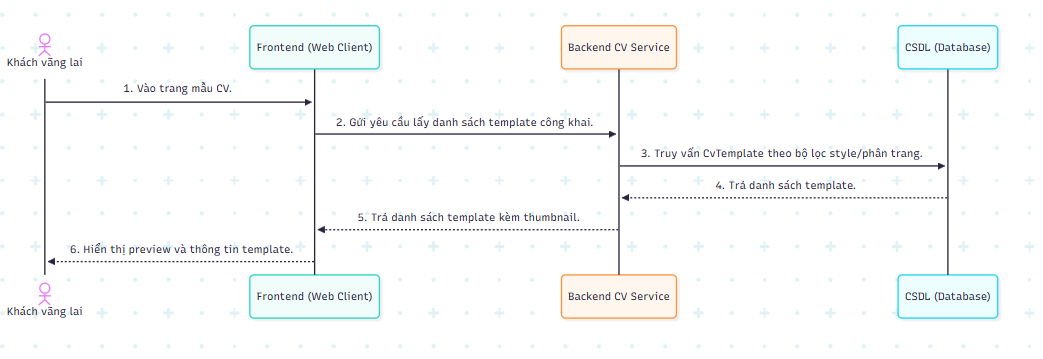 Khách vãng lai
Frontend (Web Client)
Backend CV Service
CSDL (Database)
1. Vào trang mẫu CV.
2. Gửi yêu cầu lấy danh sách template công khai.
3. Truy vấn CvTemplate theo bộ lọc style/phân trang.
4. Trả danh sách template.
5. Trả danh sách template kèm thumbnail.
6. Hiển thị preview và thông tin template.
Khách vãng lai
Frontend (Web Client)
Backend CV Service
CSDL (Database)